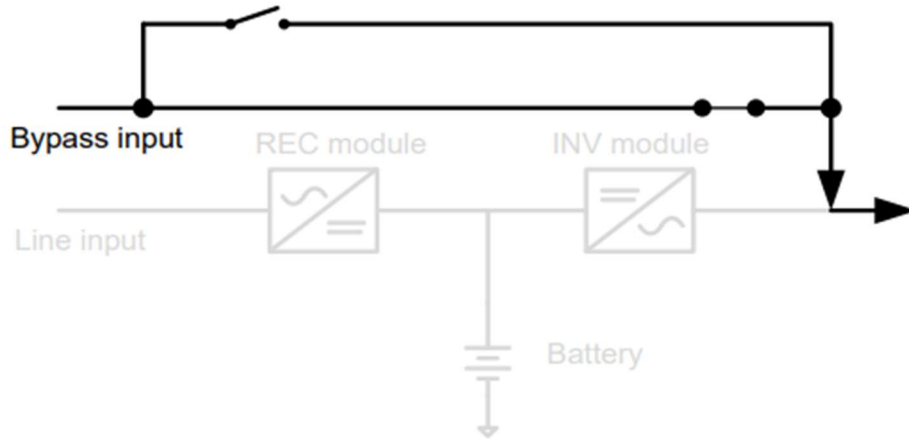 Bypass input
REC module
INV module
Line input
Battery